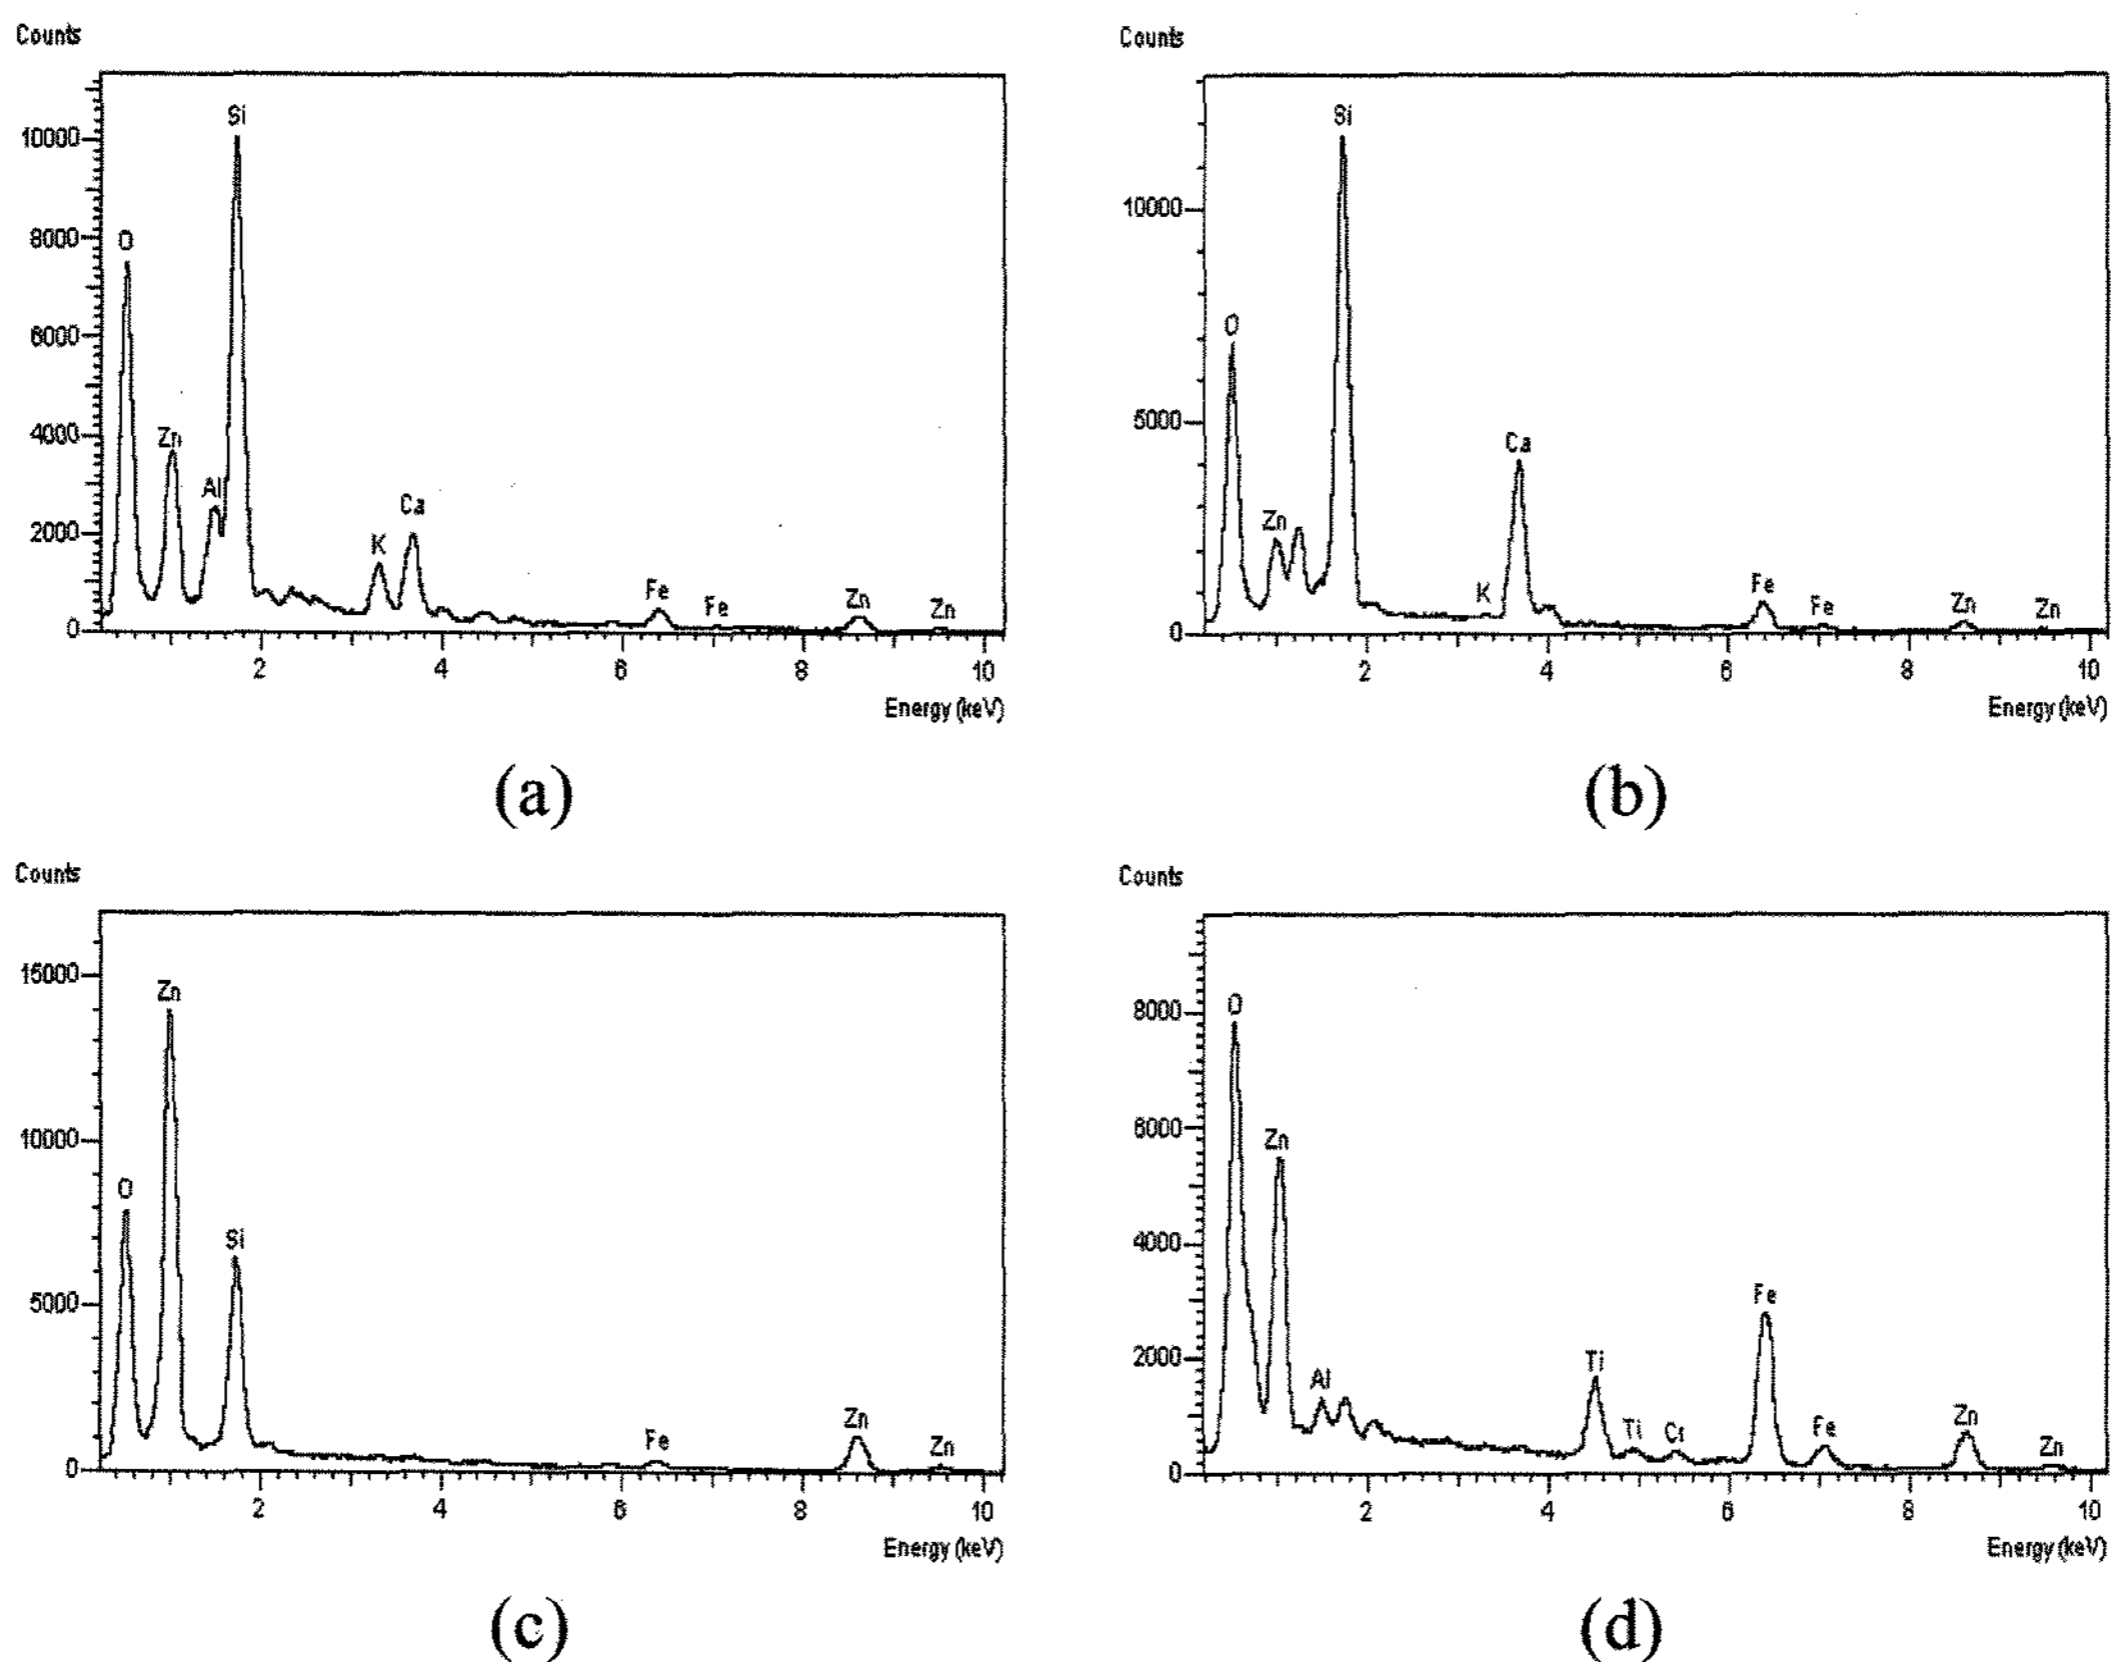 Counts
Si
10000
8000
O
6000
4000
Zn
Al
Ca
2000
K
Fe
Fe
Zn
Zn
0
2
4
6
8
10
Energy (keV)
(a)
Counts
Si
10000
O
5000
Ca
Zn
K
Fe
Fe
Zn
Zn
0
2
4
6
8
10
Energy (keV)
(b)
Counts
15000
Zn
10000
O
Si
5000
Fe
Zn
Zn
0
2
4
6
8
10
Energy (keV)
(c)
Counts
8000
O
6000
Zn
4000
Fe
2000
Al
Ti
Ti
Cr
Fe
Zn
Zn
0
2
4
6
8
10
Energy (keV)
(d)